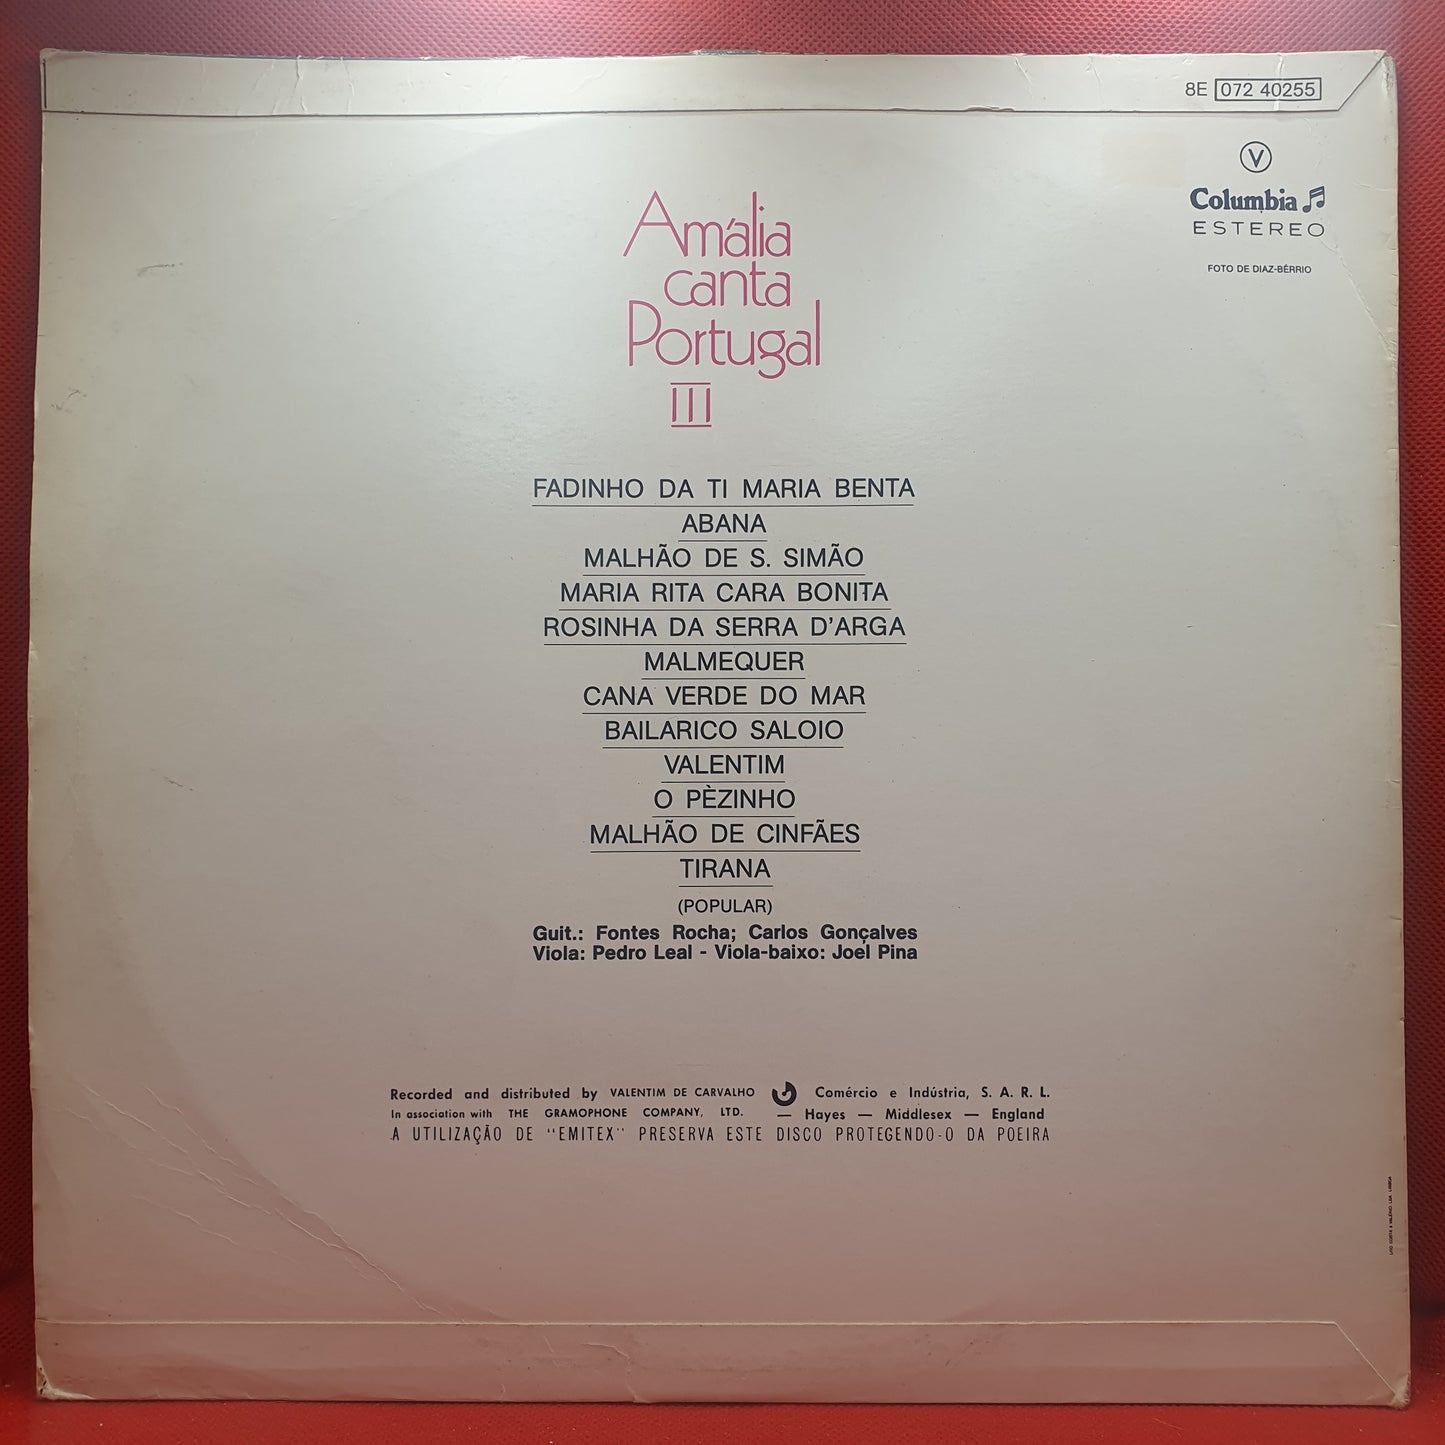 8E 072 40255
V
Columbia
ESTEREO
FOTO DE DIAZ-BÉRRIO
Amália
canta
Portugal
III
FADINHO DA TI MARIA BENTA
ABANA
MALHÃO DE S. SIMÃO
MARIA RITA CARA BONITA
ROSINHA DA SERRA D'ARGA
MALMEQUER
CANA VERDE DO MAR
BAILARICO SALOIO
VALENTIM
O PÈZINHO
MALHÃO DE CINFÃES
TIRANA
(POPULAR)
Guit.: Fontes Rocha; Carlos Gonçalves
Viola: Pedro Leal - Viola-baixo: Joel Pina
Recorded and distributed by VALENTIM DE CARVALHO Comércio e Indústria, S. A. R. L.
In association with THE GRAMOPHONE COMPANY, LTD. — Hayes — Middlesex — England
A UTILIZAÇÃO DE "EMITEX" PRESERVA ESTE DISCO PROTEGENDO-O DA POEIRA